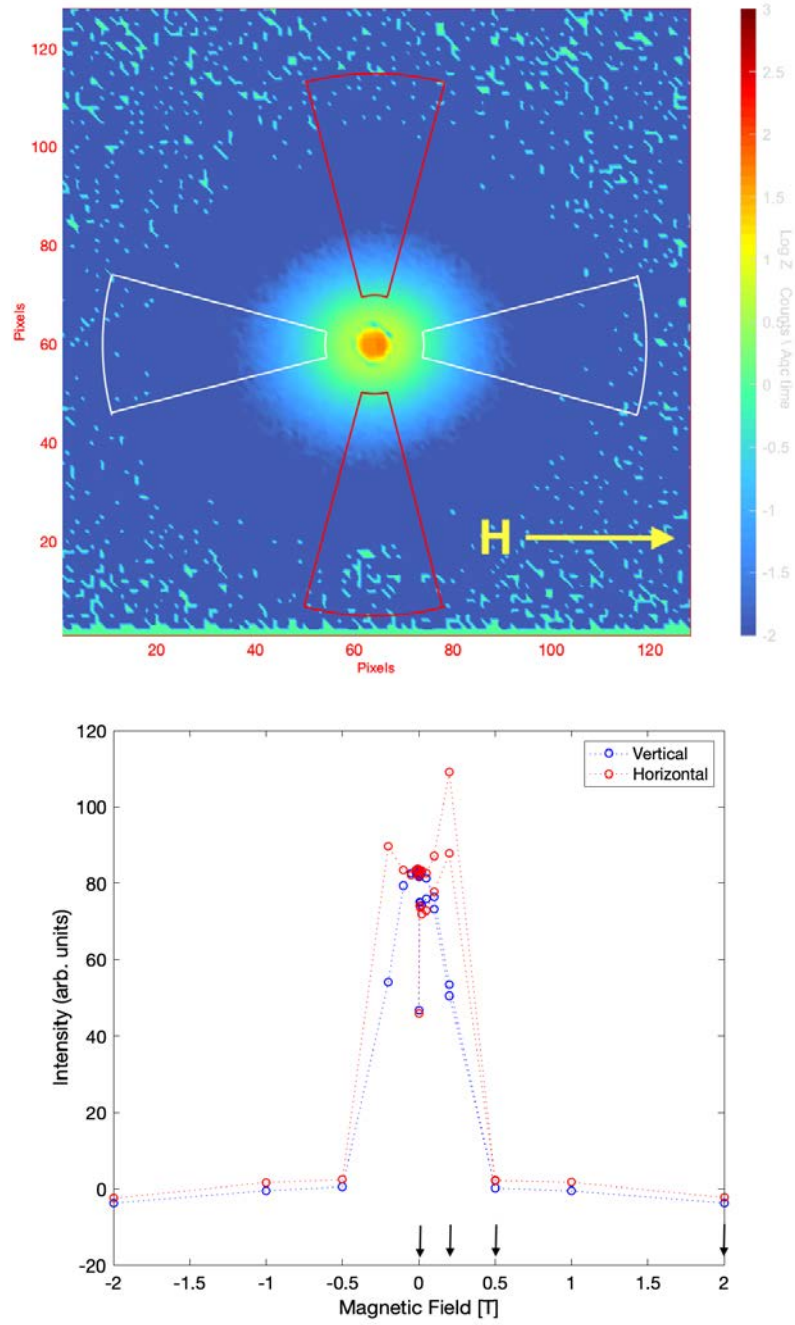 120
100
80
60
40
20
Pixels
20 40 60 80 100 120
Pixels
H
3
2.5
2
1.5
1
0.5
0
-0.5
-1
-1.5
-2
Log Z Counts \ Aqc time
120
100
80
60
40
20
0
-20
Intensity (arb. units)
Vertical
Horizontal
-2 -1.5 -1 -0.5 0 0.5 1 1.5 2
Magnetic Field [T]